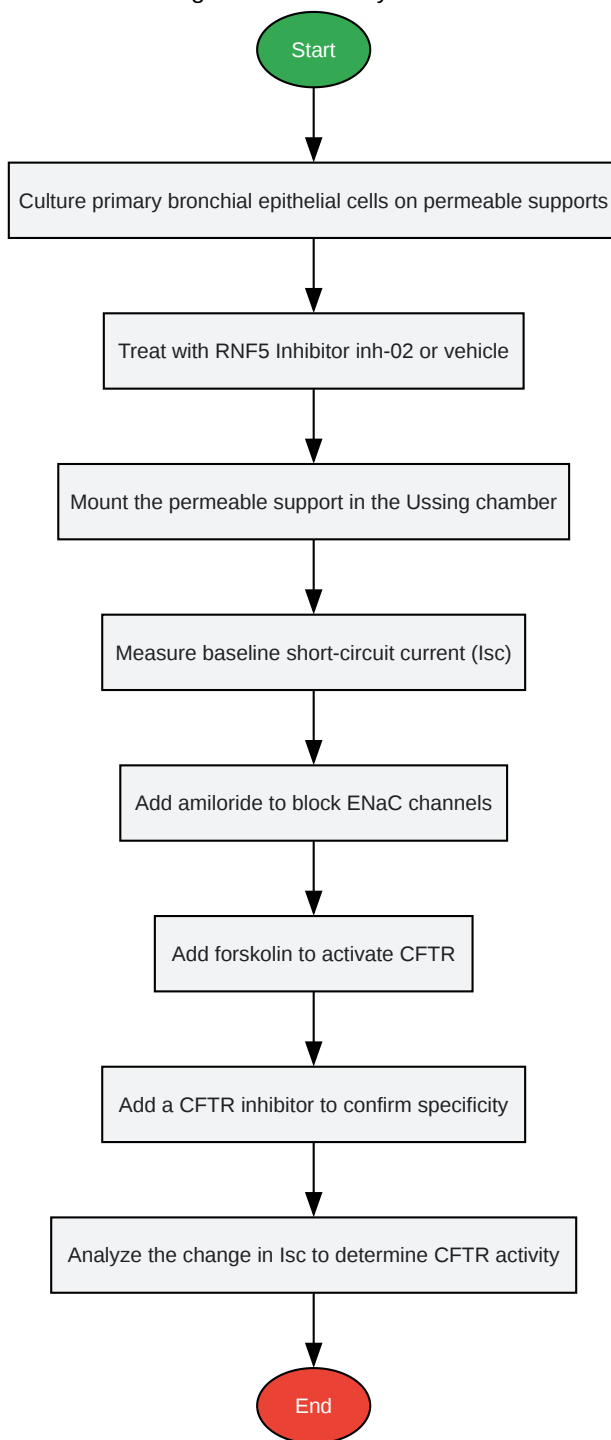 Start
Culture primary bronchial epithelial cells on permeable supports
Treat with RNF5 Inhibitor inh-02 or vehicle
Mount the permeable support in the Ussing chamber
Measure baseline short-circuit current (Isc)
Add amiloride to block ENaC channels
Add forskolin to activate CFTR
Add a CFTR inhibitor to confirm specificity
Analyze the change in Isc to determine CFTR activity
End